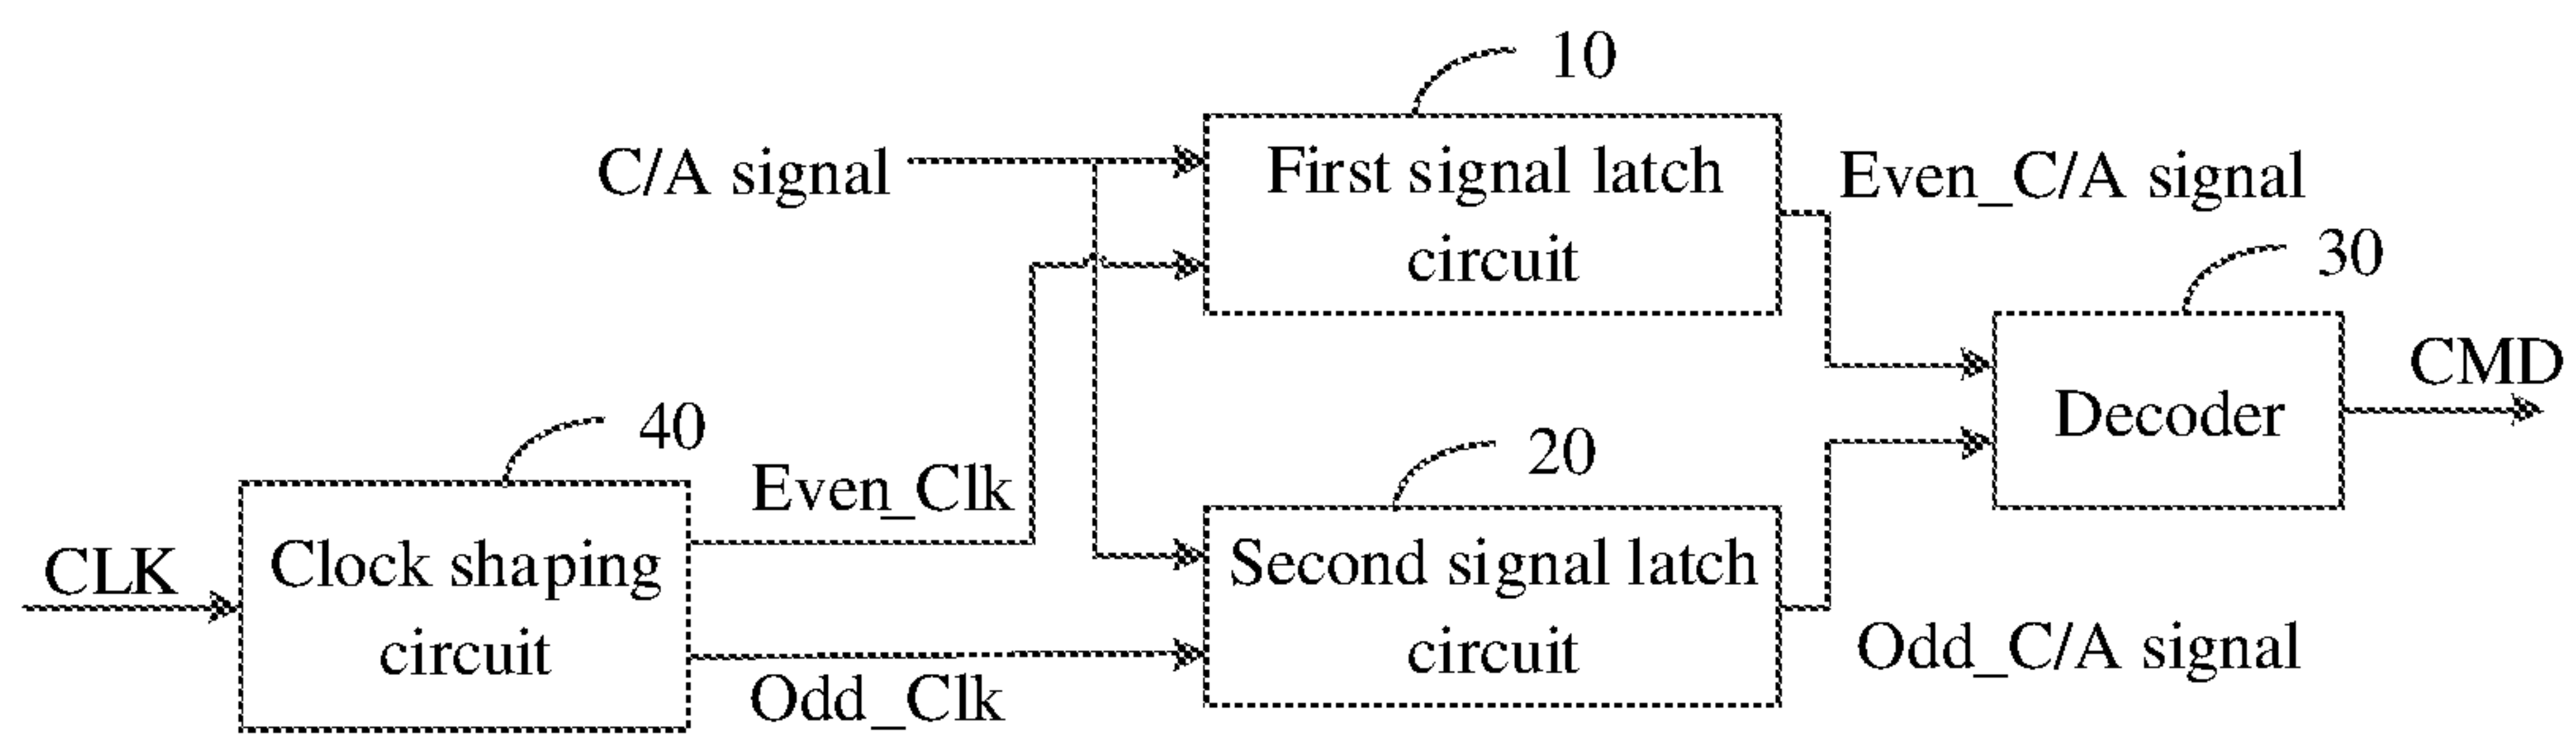 10
C/A signal
First signal latch
circuit
Even_C/A signal
30
CMD
Decoder
40
Even_Clk
20
CLK
Clock shaping
circuit
Second signal latch
circuit
Odd_C/A signal
Odd_Clk